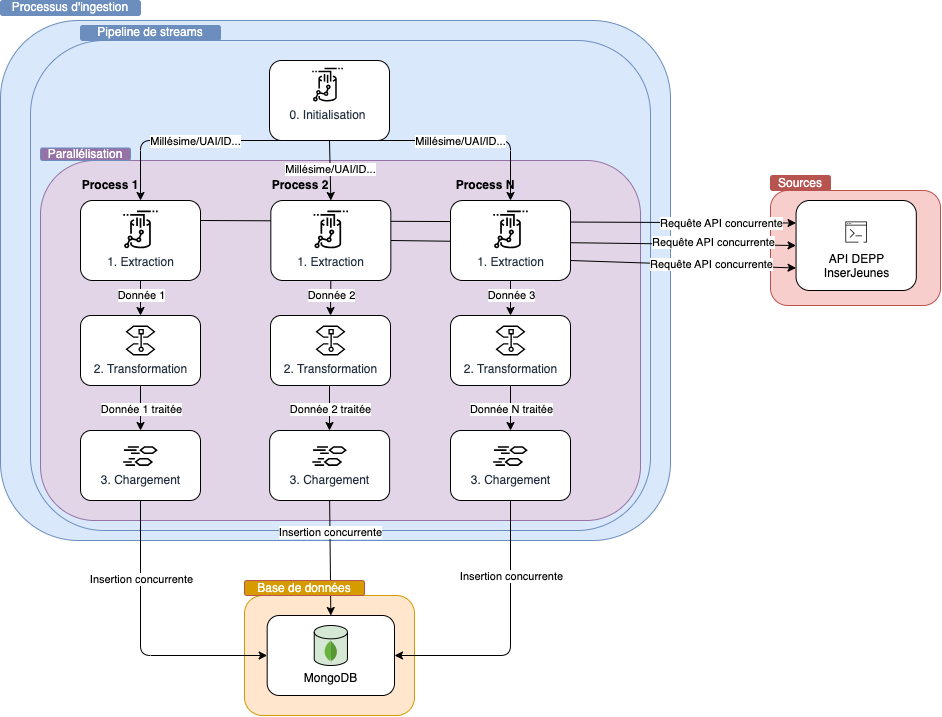 Processus d'ingestion
Pipeline de streams
0. Initialisation
Millésime/UAI/ID...
Millésime/UAI/ID...
Millésime/UAI/ID...
Parallélisation
Process 1
Process 2
Process N
Sources
1. Extraction
1. Extraction
1. Extraction
Requête API concurrente
Requête API concurrente
Requête API concurrente
API DEPP
InserJeunes
Donnée 1
Donnée 2
Donnée 3
2. Transformation
2. Transformation
2. Transformation
Donnée 1 traitée
Donnée 2 traitée
Donnée N traitée
3. Chargement
3. Chargement
3. Chargement
Insertion concurrente
Insertion concurrente
Insertion concurrente
Base de données
MongoDB